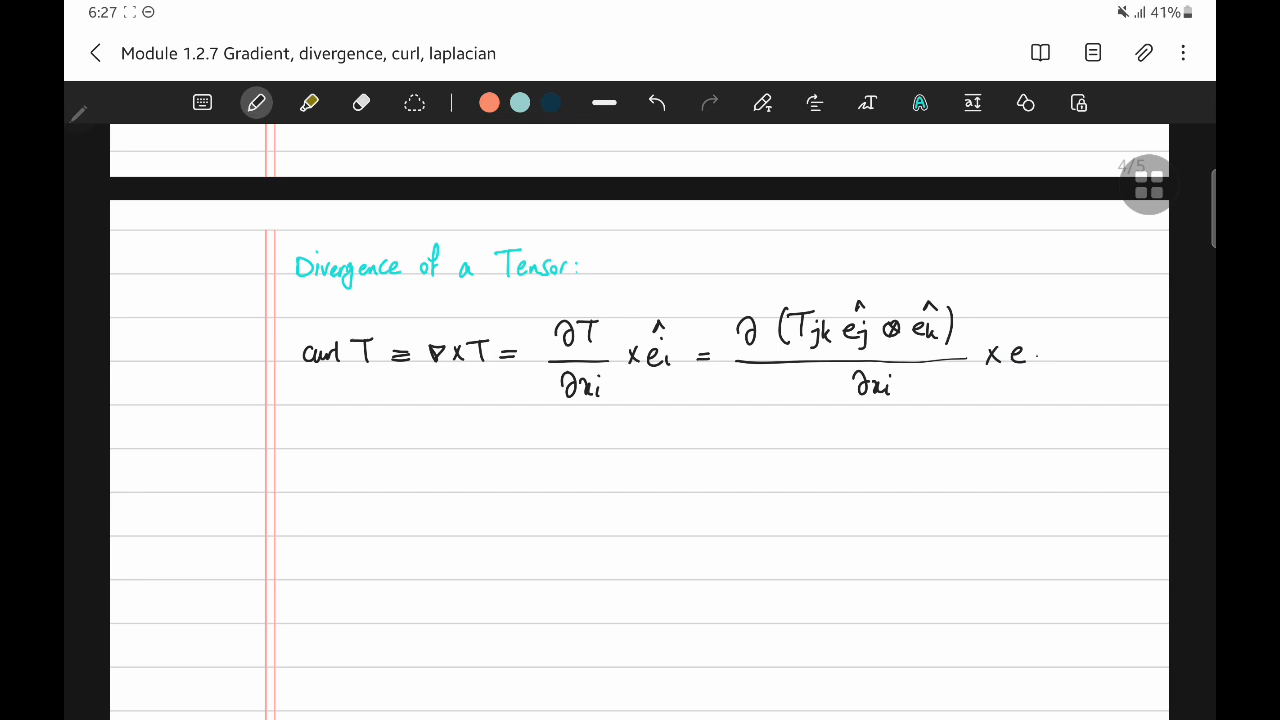 6:27 41%
Module 1.2.7 Gradient, divergence, curl, laplacian
4/5
Divergence of a Tensor:
curl T ≡ ∇ × T = ∂T/∂xi × êi = ∂(Tjk êj ⊗ êk)/∂xi × e